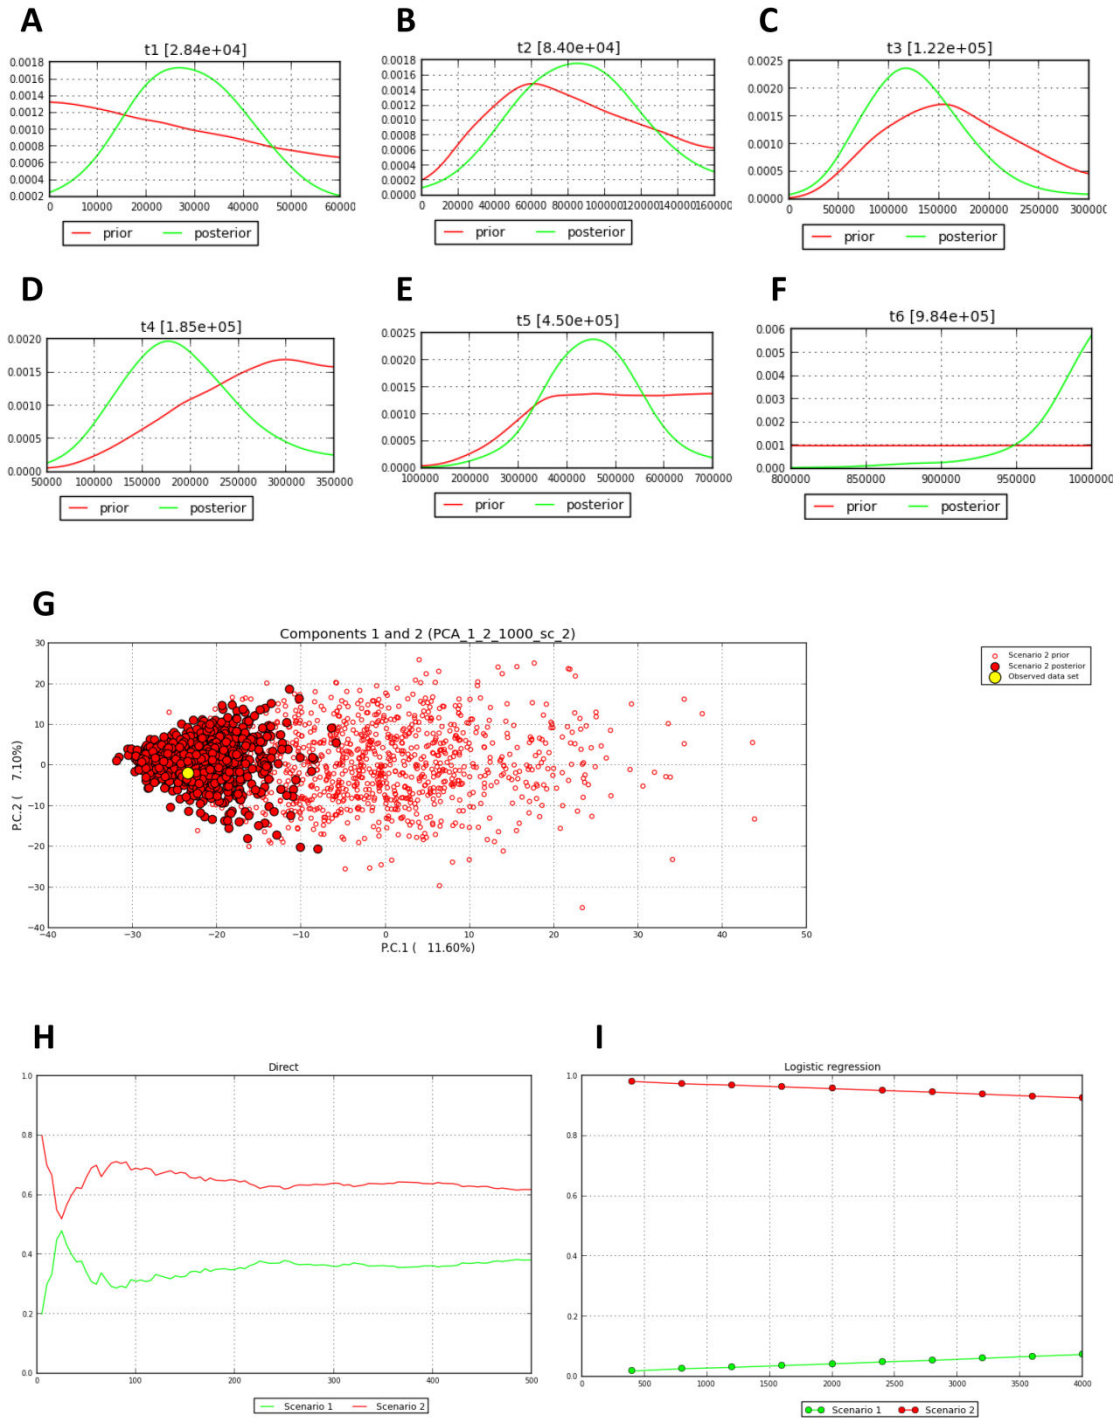 A
B
C
t1 [2.84e+04]
t2 [8.40e+04]
t3 [1.22e+05]
0.0018
0.0016
0.0014
0.0012
0.0010
0.0008
0.0006
0.0004
0.0002
0 10000 20000 30000 40000 50000 60000
prior posterior
0.0018
0.0016
0.0014
0.0012
0.0010
0.0008
0.0006
0.0004
0.0002
0.0000
0 20000 40000 60000 80000 100000 120000 140000 160000
prior posterior
0.0025
0.0020
0.0015
0.0010
0.0005
0.0000
0 50000 100000 150000 200000 250000 300000
prior posterior
D
E
F
t4 [1.85e+05]
t5 [4.50e+05]
t6 [9.84e+05]
0.0020
0.0015
0.0010
0.0005
0.0000
50000 100000 150000 200000 250000 300000 350000
prior posterior
0.0025
0.0020
0.0015
0.0010
0.0005
0.0000
100000 200000 300000 400000 500000 600000 700000
prior posterior
0.006
0.005
0.004
0.003
0.002
0.001
0.000
800000 850000 900000 950000 1000000
prior posterior
G
Components 1 and 2 (PCA_1_2_1000_sc_2)
30
20
10
0
−10
−20
−30
−40
P.C.2 ( 7.10%)
−40 −30 −20 −10 0 10 20 30 40 50
P.C.1 ( 11.60%)
Scenario 2 prior
Scenario 2 posterior
Observed data set
H
I
Direct
1.0
0.8
0.6
0.4
0.2
0.0
0 100 200 300 400 500
Scenario 1 Scenario 2
Logistic regression
1.0
0.8
0.6
0.4
0.2
0.0
0 500 1000 1500 2000 2500 3000 3500 4000
Scenario 1 Scenario 2